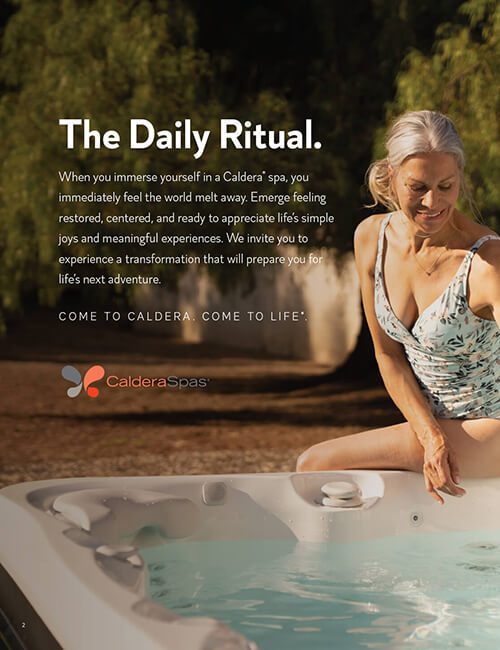 The Daily Ritual.
When you immerse yourself in a Caldera® spa, you
immediately feel the world melt away. Emerge feeling
restored, centered, and ready to appreciate life's simple
joys and meaningful experiences. We invite you to
experience a transformation that will prepare you for
life's next adventure.
COME TO CALDERA. COME TO LIFE®.
CalderaSpas®
2